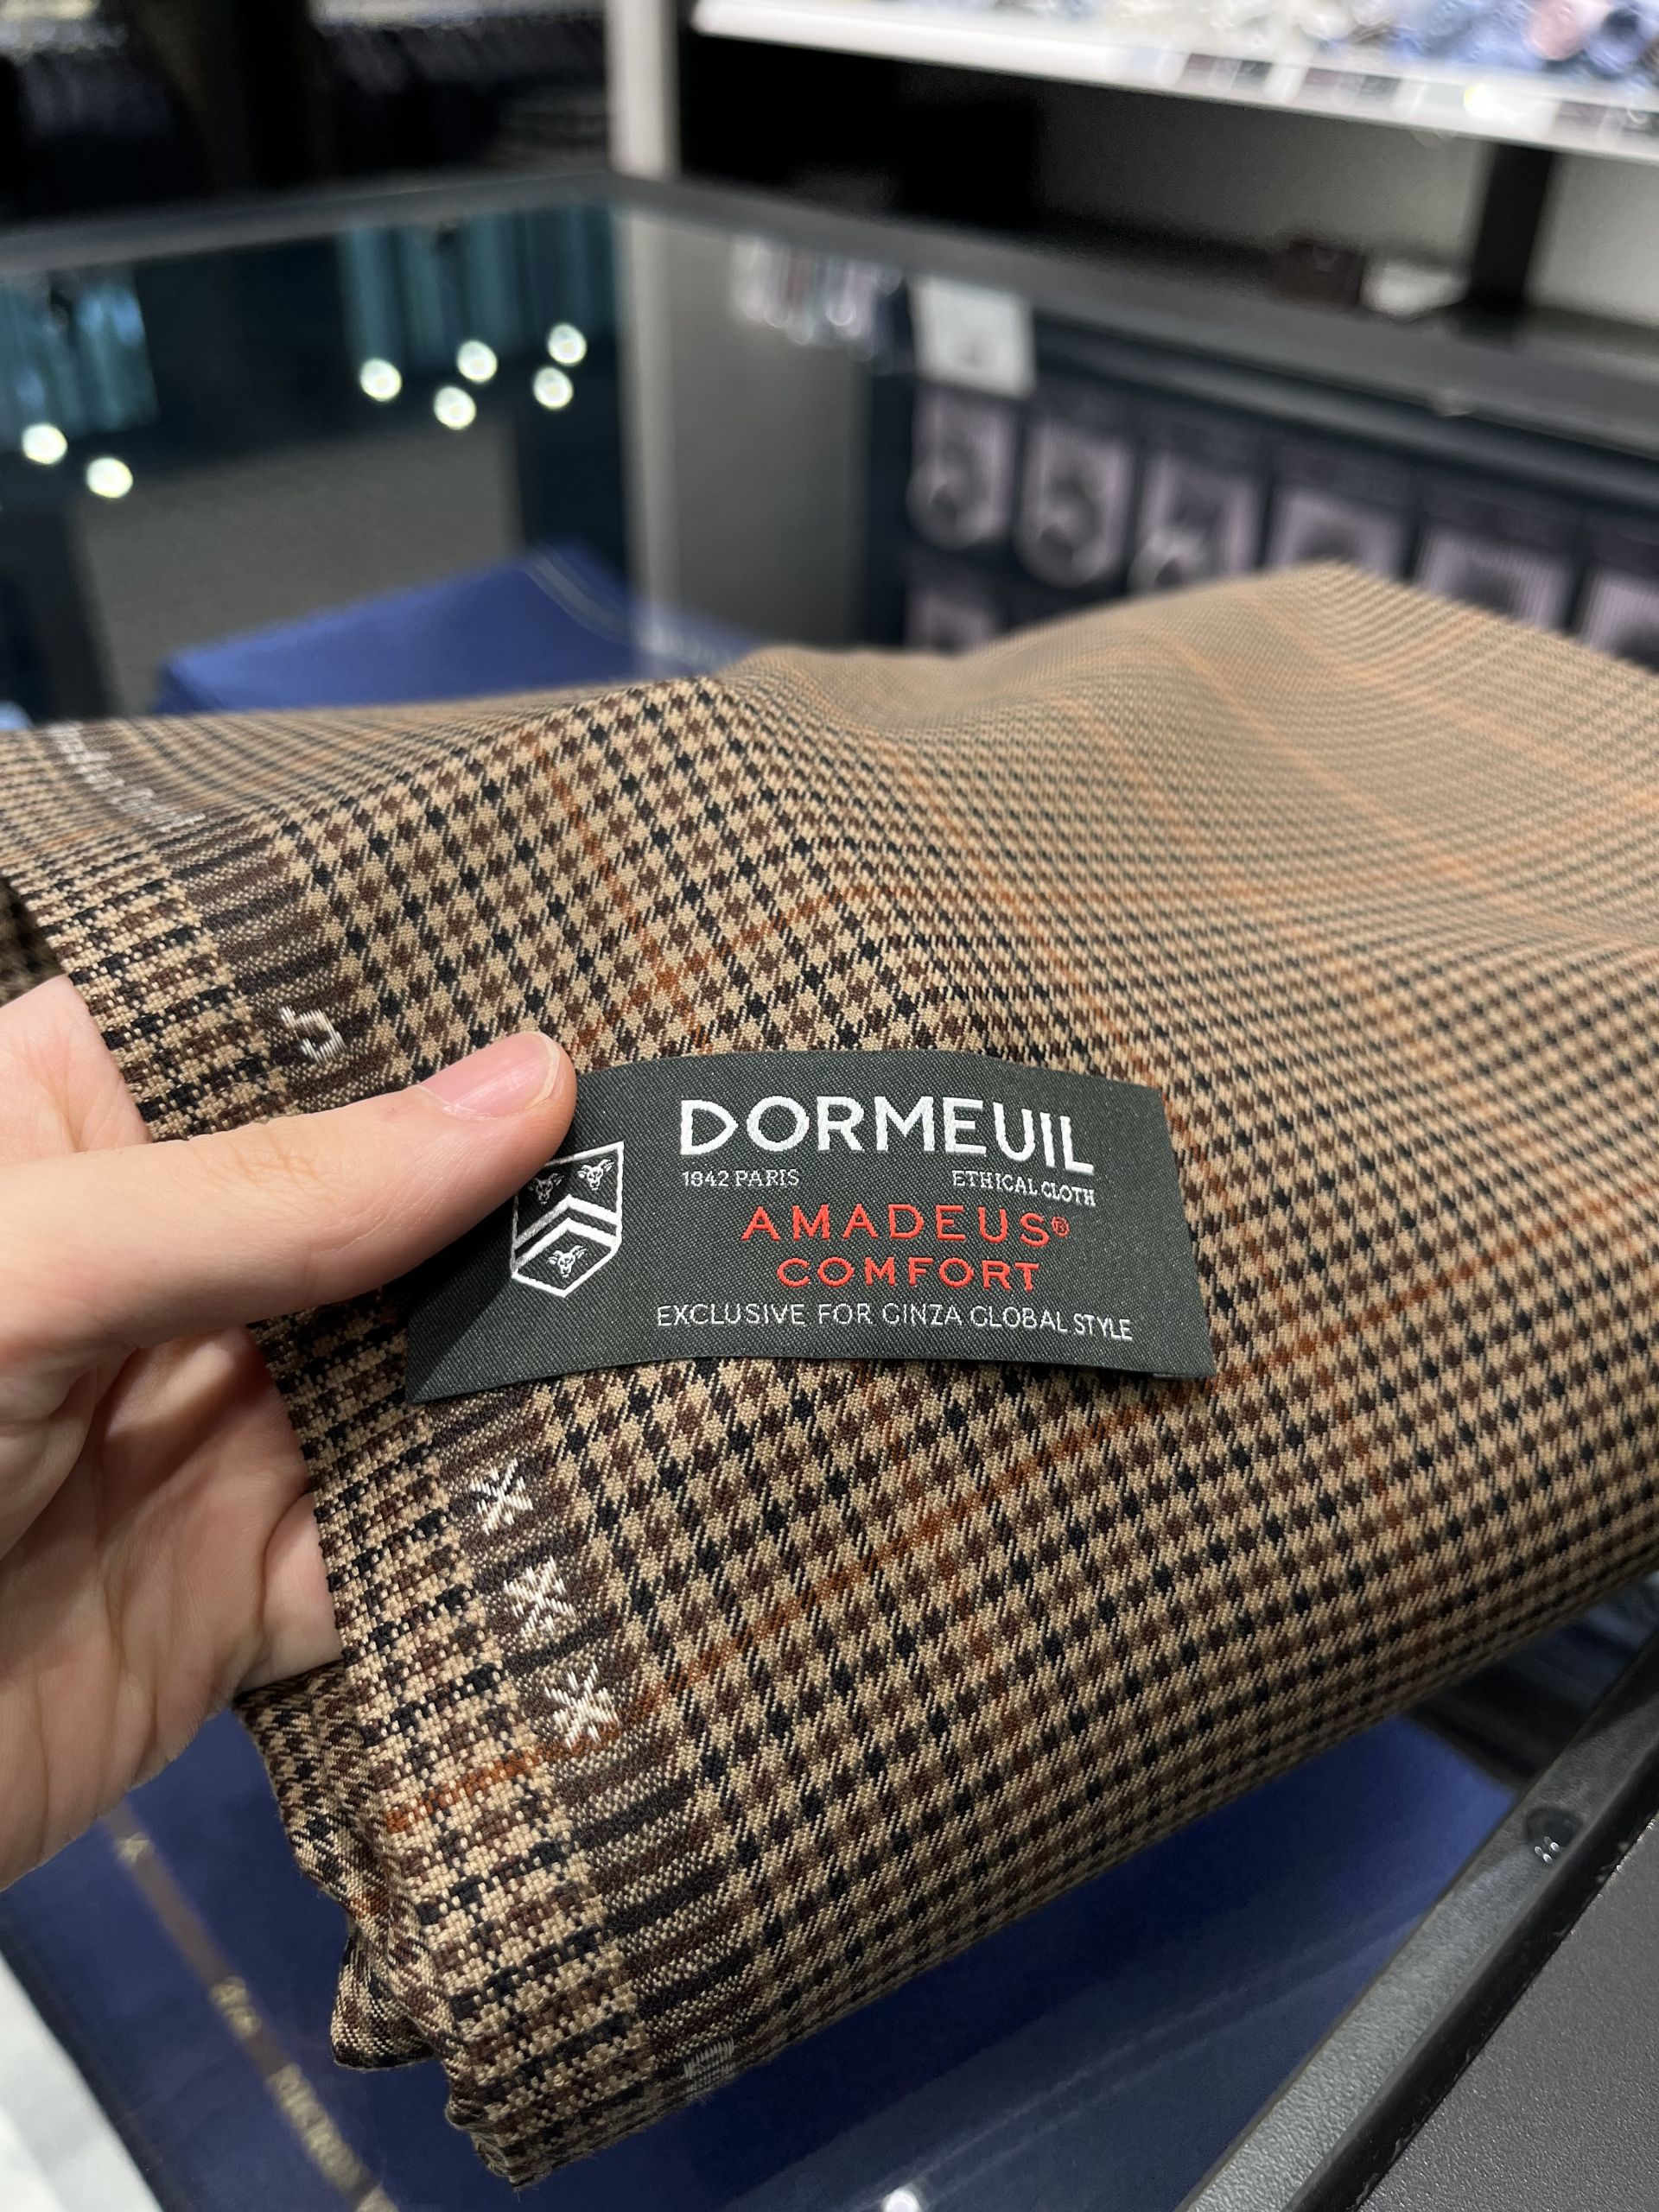 DORMEUIL
1842 PARIS ETHICAL CLOTH
AMADEUS®
COMFORT
EXCLUSIVE FOR GINZA GLOBAL STYLE